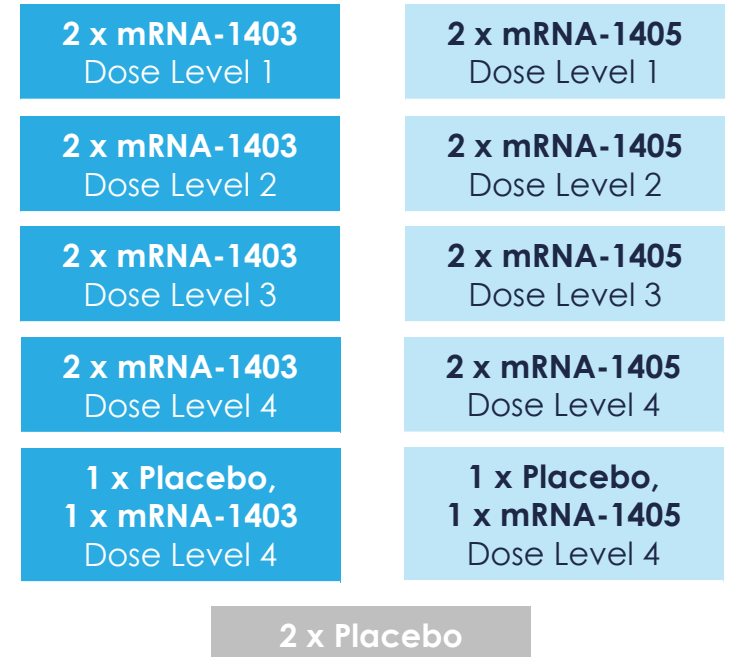 2 x mRNA-1403
Dose Level 1
2 x mRNA-1405
Dose Level 1
2 x mRNA-1403
Dose Level 2
2 x mRNA-1405
Dose Level 2
2 x mRNA-1403
Dose Level 3
2 x mRNA-1405
Dose Level 3
2 x mRNA-1403
Dose Level 4
2 x mRNA-1405
Dose Level 4
1 x Placebo,
1 x mRNA-1403
Dose Level 4
1 x Placebo,
1 x mRNA-1405
Dose Level 4
2 x Placebo